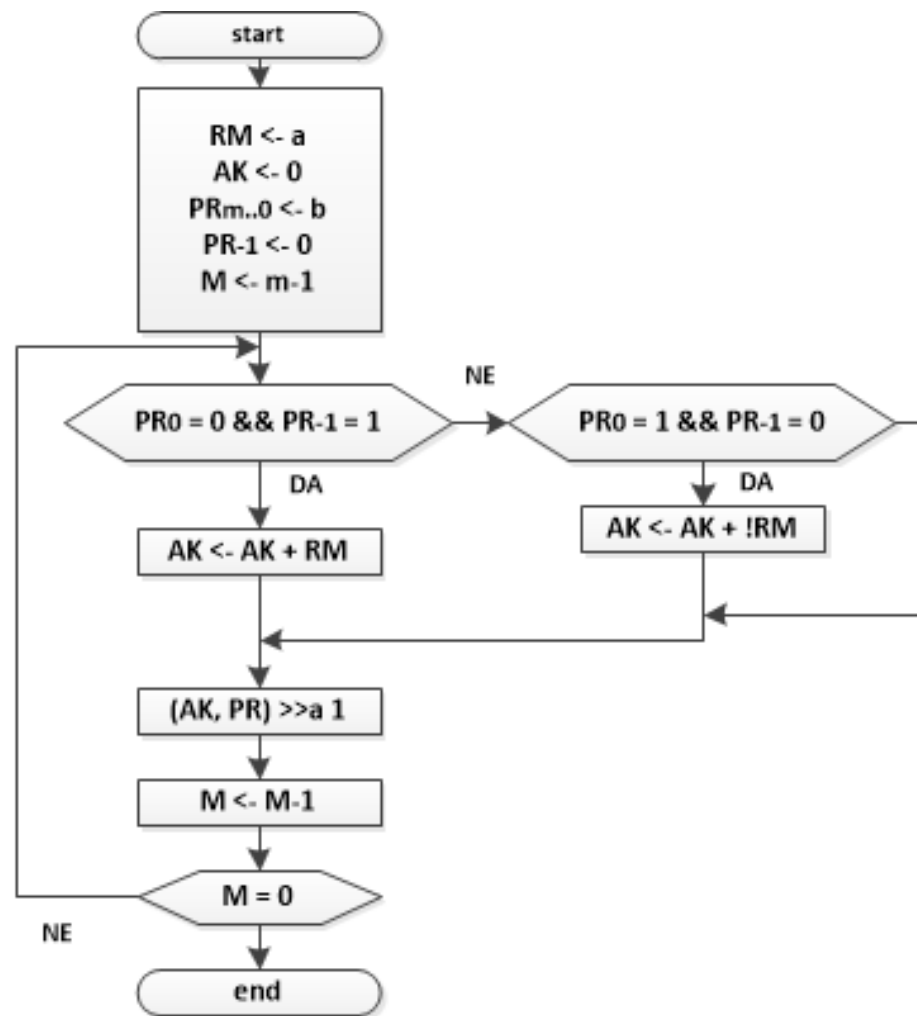 start
RM <- a
AK <- 0
PRm..0 <- b
PR-1 <- 0
M <- m-1
NE
PR0 = 0 && PR-1 = 1
PR0 = 1 && PR-1 = 0
DA
DA
AK <- AK + RM
AK <- AK + !RM
(AK, PR) >>a 1
M <- M-1
M = 0
NE
end